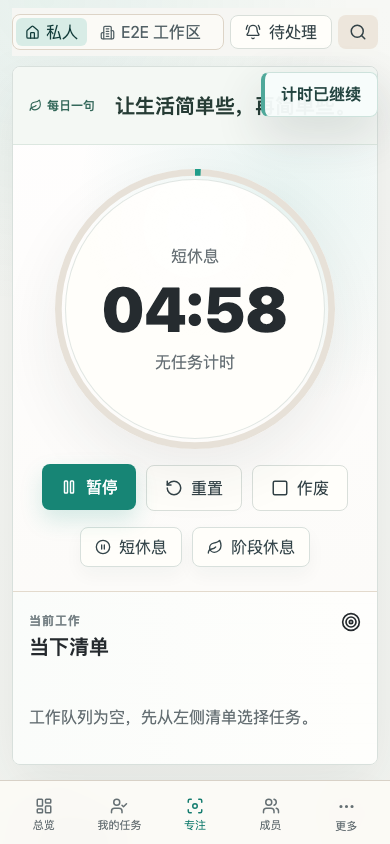 私人 E2E 工作区 待处理
每日一句 让生活简单些，
计时已继续
短休息
04:58
无任务计时
暂停 重置 作废
短休息 阶段休息
当前工作
当下清单
工作队列为空，先从左侧清单选择任务。
总览 我的任务 专注 成员 更多